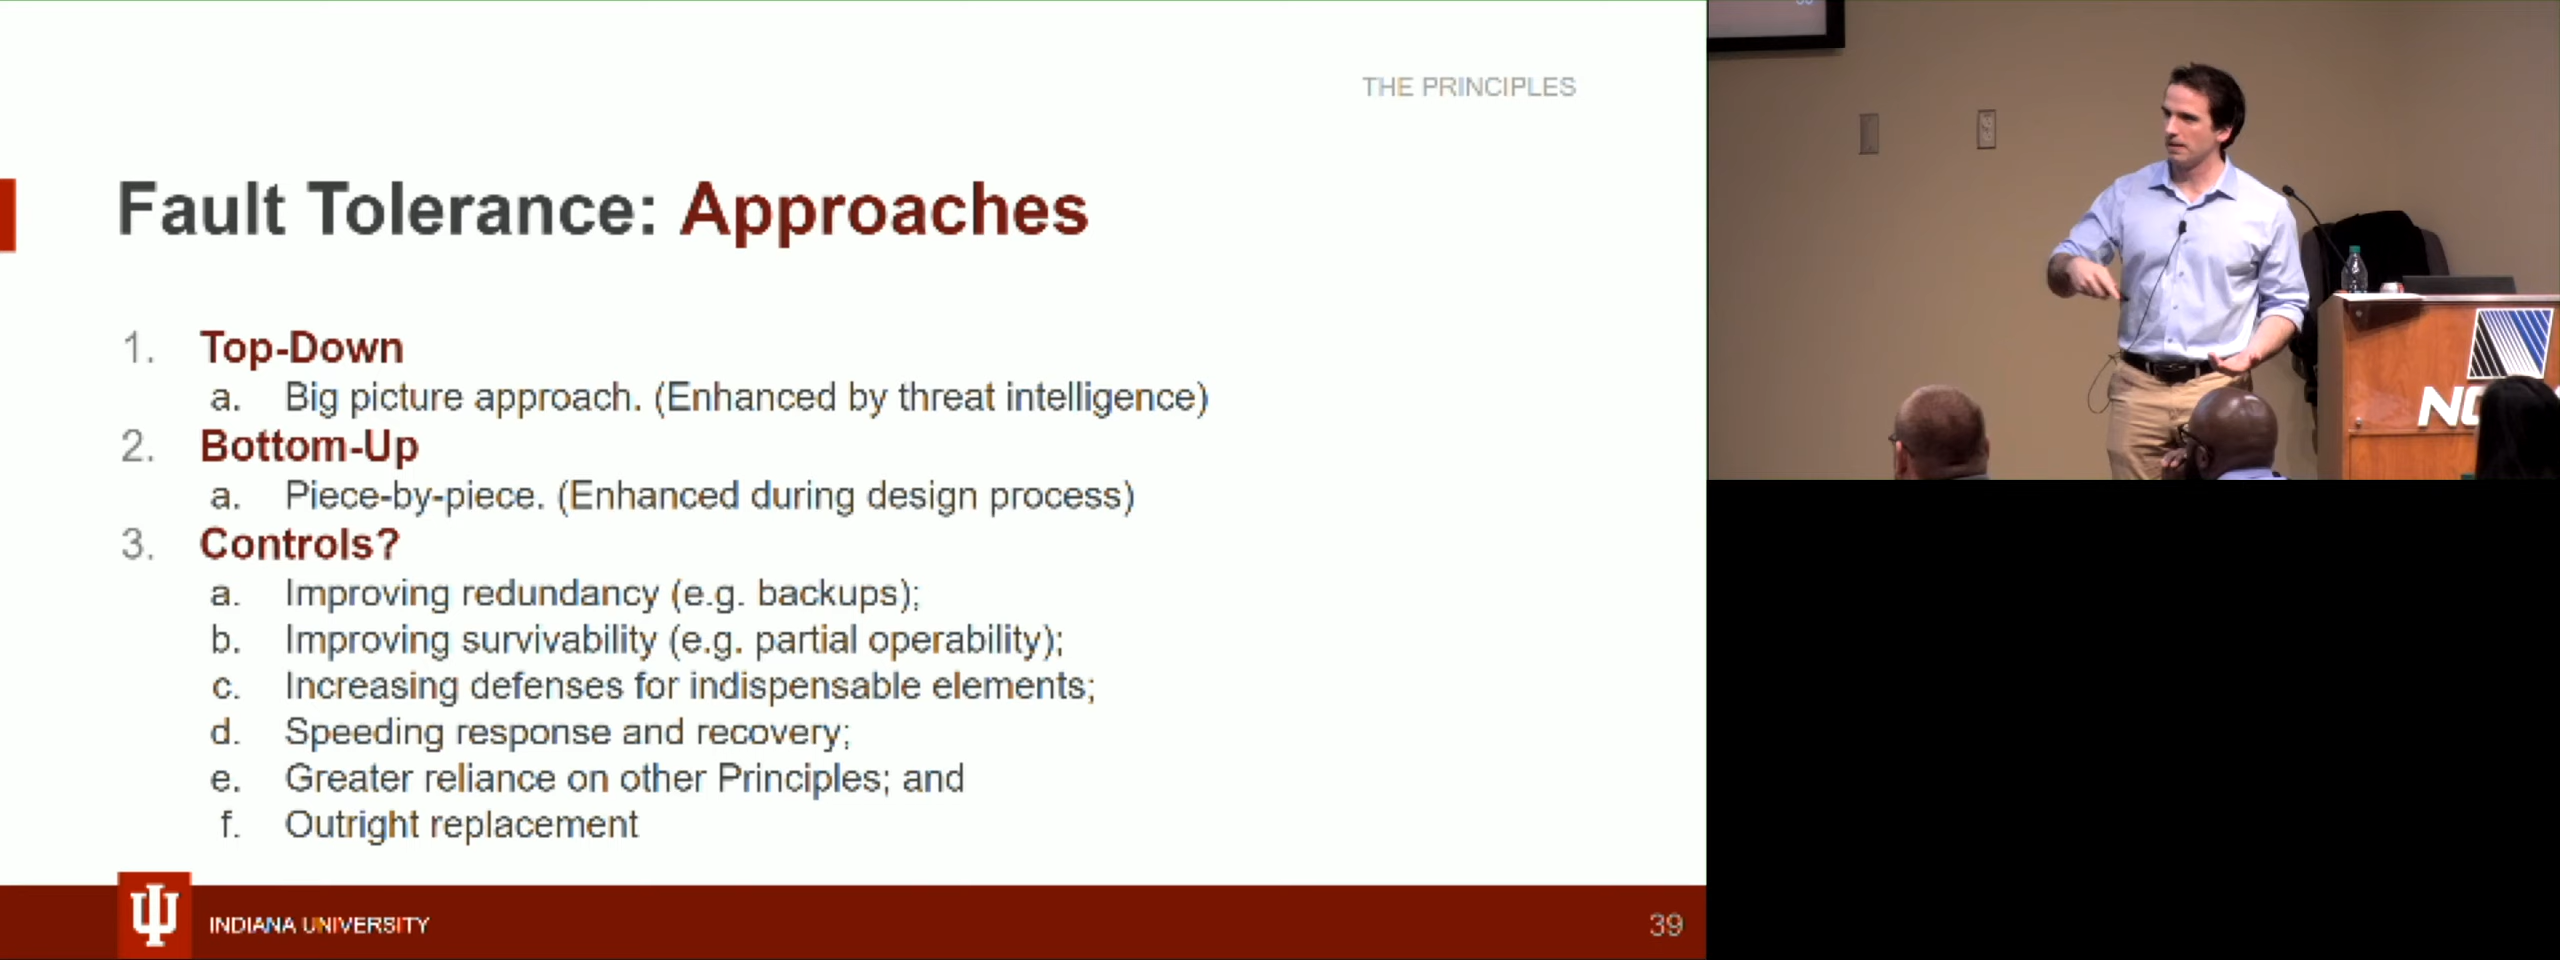 THE PRINCIPLES
Fault Tolerance: Approaches
1. Top-Down
a. Big picture approach. (Enhanced by threat intelligence)
2. Bottom-Up
a. Piece-by-piece. (Enhanced during design process)
3. Controls?
a. Improving redundancy (e.g. backups);
b. Improving survivability (e.g. partial operability);
c. Increasing defenses for indispensable elements;
d. Speeding response and recovery;
e. Greater reliance on other Principles; and
f. Outright replacement
INDIANA UNIVERSITY
39